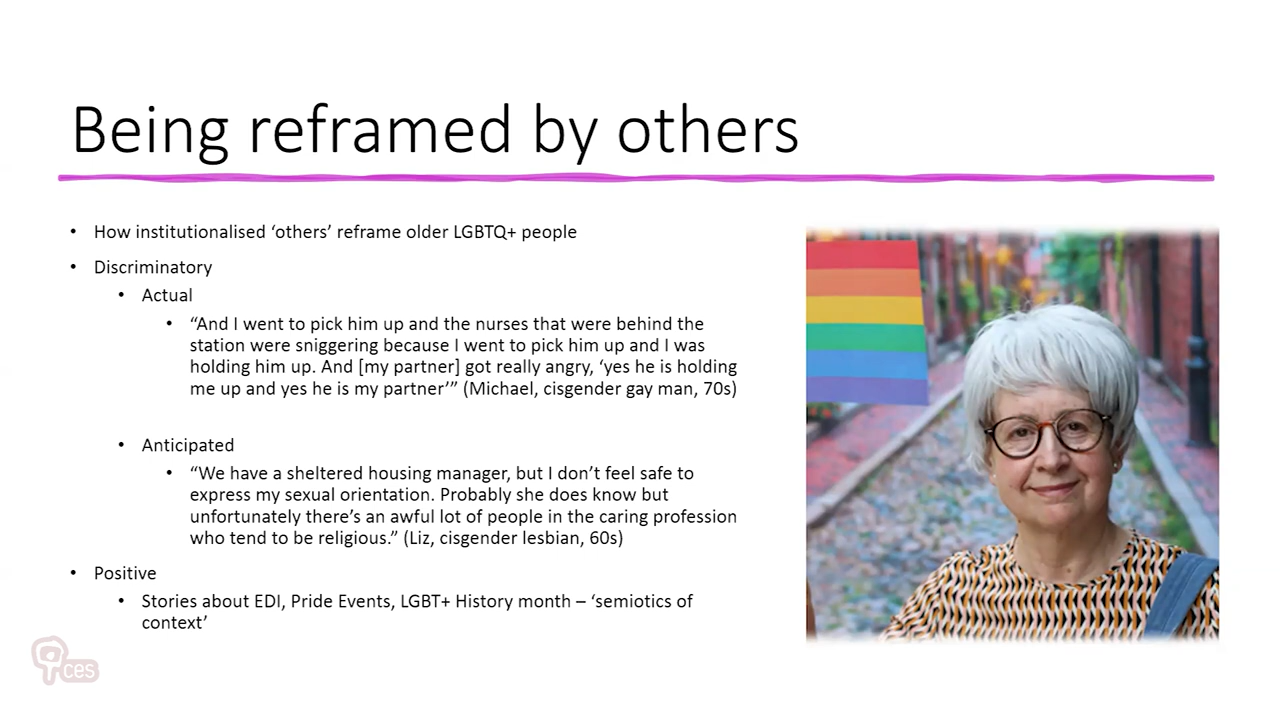 Being reframed by others
• How institutionalised ‘others’ reframe older LGBTQ+ people
• Discriminatory
• Actual
• “And I went to pick him up and the nurses that were behind the
station were sniggering because I went to pick him up and I was
holding him up. And [my partner] got really angry, ‘yes he is holding
me up and yes he is my partner’” (Michael, cisgender gay man, 70s)
• Anticipated
• “We have a sheltered housing manager, but I don’t feel safe to
express my sexual orientation. Probably she does know but
unfortunately there’s an awful lot of people in the caring profession
who tend to be religious.” (Liz, cisgender lesbian, 60s)
• Positive
• Stories about EDI, Pride Events, LGBT+ History month – ‘semiotics of
context’
ces